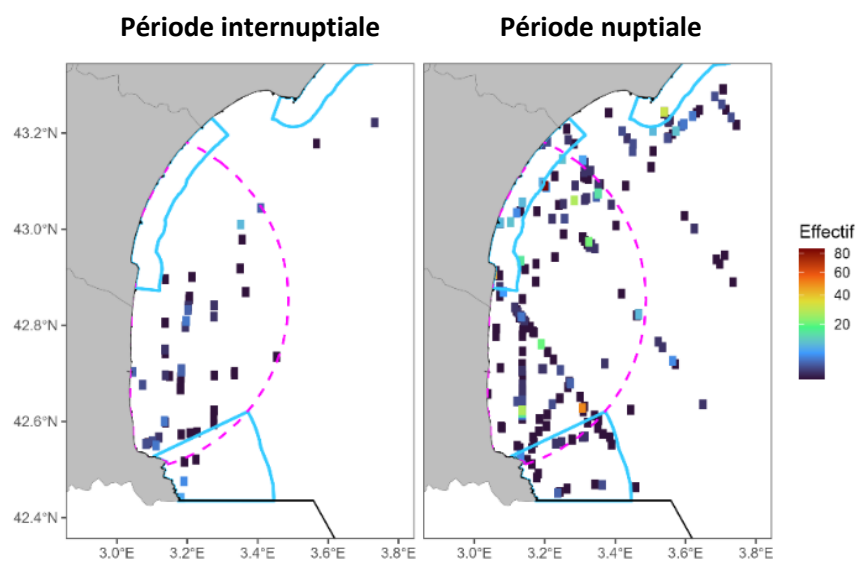 Période internuptiale
Période nuptiale
43.2°N
43.0°N
42.8°N
42.6°N
42.4°N
3.0°E 3.2°E 3.4°E 3.6°E 3.8°E
3.0°E 3.2°E 3.4°E 3.6°E 3.8°E
Effectif
80
60
40
20